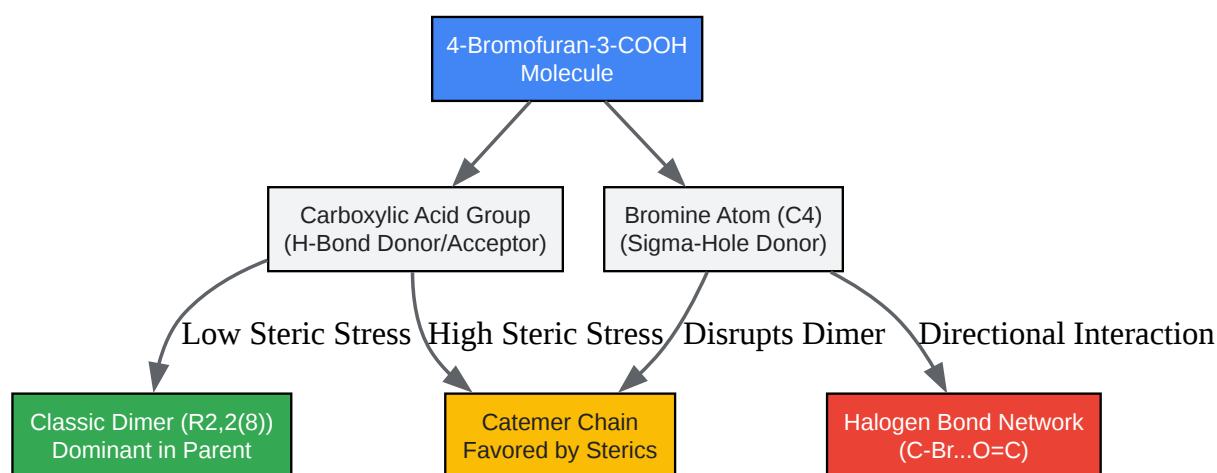 4-Bromofuran-3-COOH
Molecule
Carboxylic Acid Group
(H-Bond Donor/Acceptor)
Bromine Atom (C4)
(Sigma-Hole Donor)
Low Steric Stress
High Steric Stress
Disrupts Dimer
Directional Interaction
Classic Dimer (R2,2(8))
Dominant in Parent
Catemer Chain
Favored by Sterics
Halogen Bond Network
(C-Br...O=C)